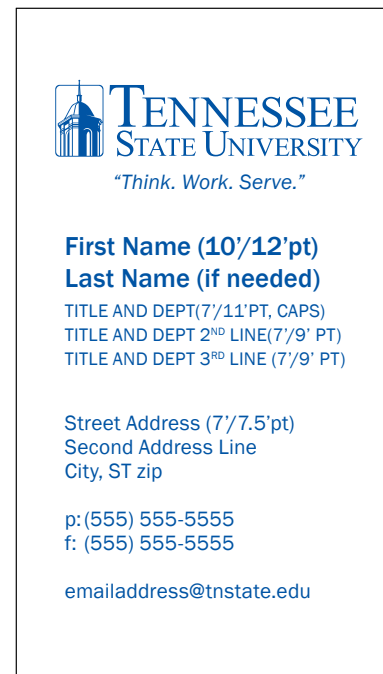 TENNESSEE
STATE UNIVERSITY
“Think. Work. Serve.”
First Name (10’/12’pt)
Last Name (if needed)
TITLE AND DEPT(7’/11’PT, CAPS)
TITLE AND DEPT 2ND LINE(7’/9’ PT)
TITLE AND DEPT 3RD LINE (7’/9’ PT)
Street Address (7’/7.5’pt)
Second Address Line
City, ST zip
p: (555) 555-5555
f: (555) 555-5555
emailaddress@tnstate.edu